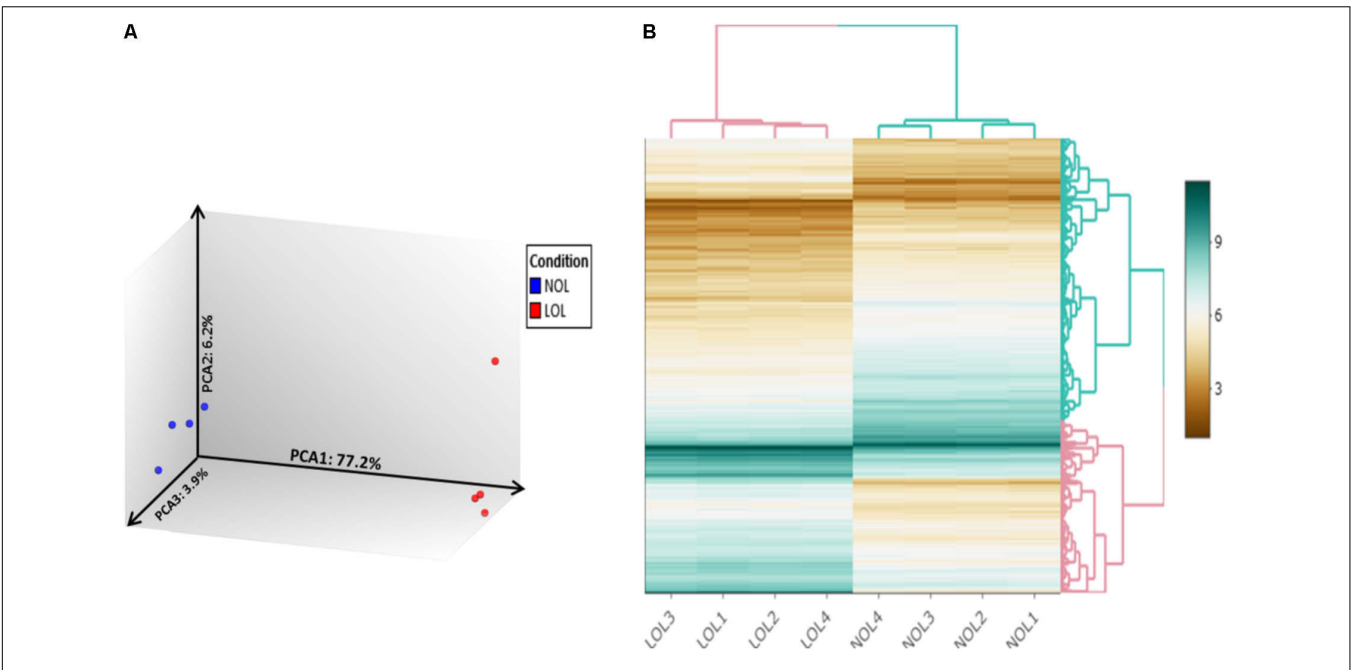 A
B
Condition
NOL
LOL
PCA2: 6.2%
PCA1: 77.2%
PCA3: 3.9%
9
6
3
LOL3
LOL1
LOL2
LOL4
NOL4
NOL3
NOL2
NOL1